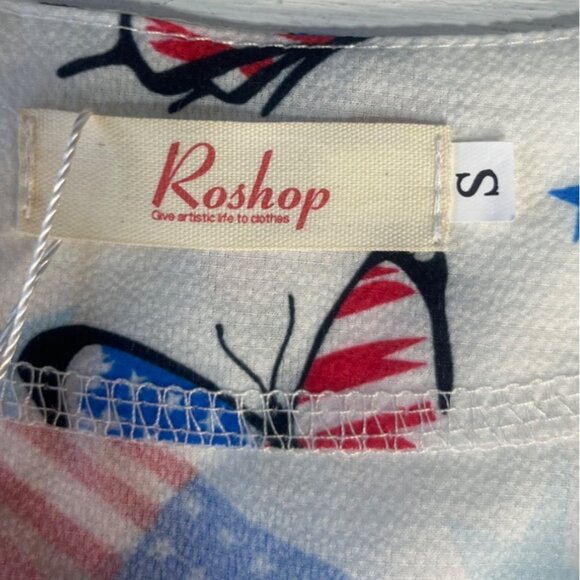 Roshop
Give artistic life to clothes
S